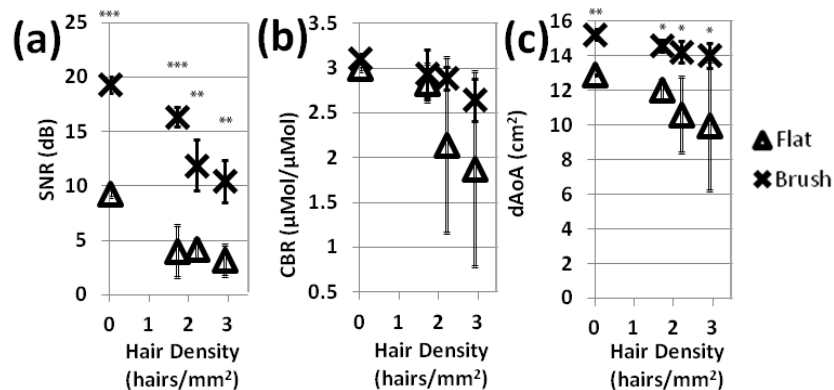 (a)
SNR (dB)
25
20
15
10
5
0
***
***
**
**
0 1 2 3
Hair Density
(hairs/mm²)
(b)
CBR (μMol/μMol)
3.5
3
2.5
2
1.5
1
0.5
0 1 2 3
Hair Density
(hairs/mm²)
(c)
dAoA (cm²)
16
14
12
10
8
6
4
2
0
**
*
*
*
0 1 2 3
Hair Density
(hairs/mm²)
Flat
Brush